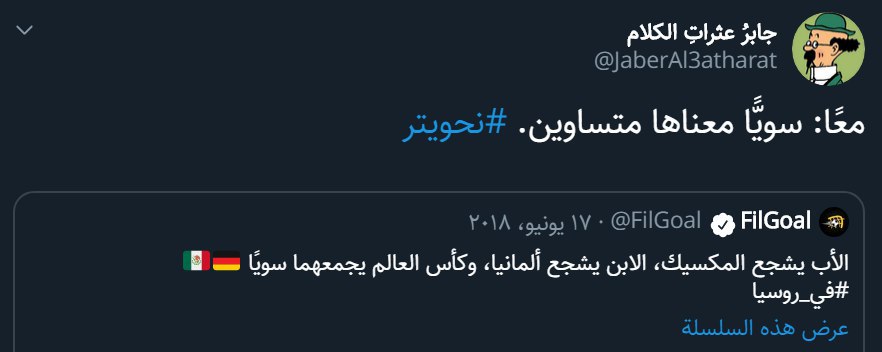 جابرُ عثراتِ الكلام
@JaberAl3atharat
معًا: سويًّا معناها متساوين. #نحويتر
FilGoal @FilGoal · ١٧ يونيو، ٢٠١٨
الأب يشجع المكسيك، الابن يشجع ألمانيا، وكأس العالم يجمعهما سويًا 🇩🇪🇲🇽
#في_روسيا
عرض هذه السلسلة